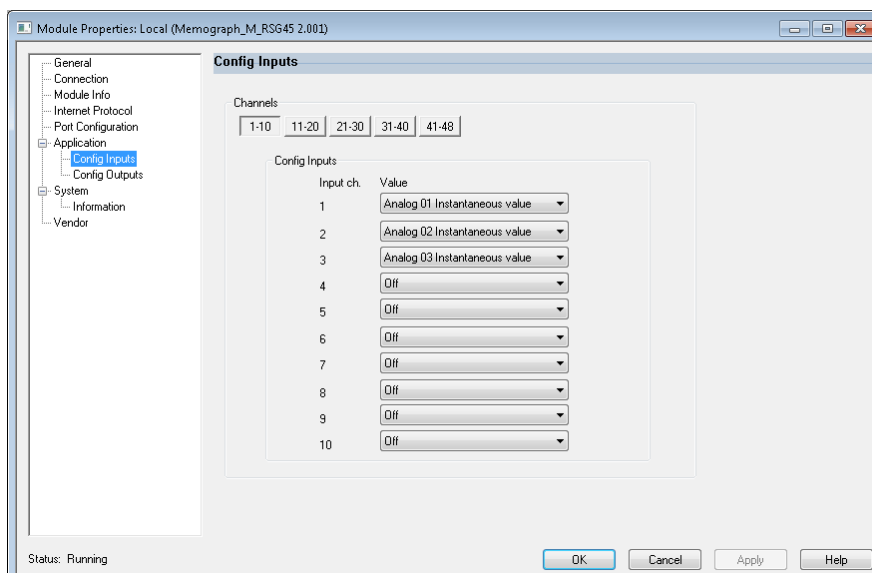 Module Properties: Local (Memograph_M_RSG45 2.001)
General
Connection
Module Info
Internet Protocol
Port Configuration
Application
Config Inputs
Config Outputs
System
Information
Vendor
Config Inputs
Channels
1-10 11-20 21-30 31-40 41-48
Config Inputs
Input ch. Value
1 Analog 01 Instantaneous value
2 Analog 02 Instantaneous value
3 Analog 03 Instantaneous value
4 Off
5 Off
6 Off
7 Off
8 Off
9 Off
10 Off
Status: Running
OK Cancel Apply Help